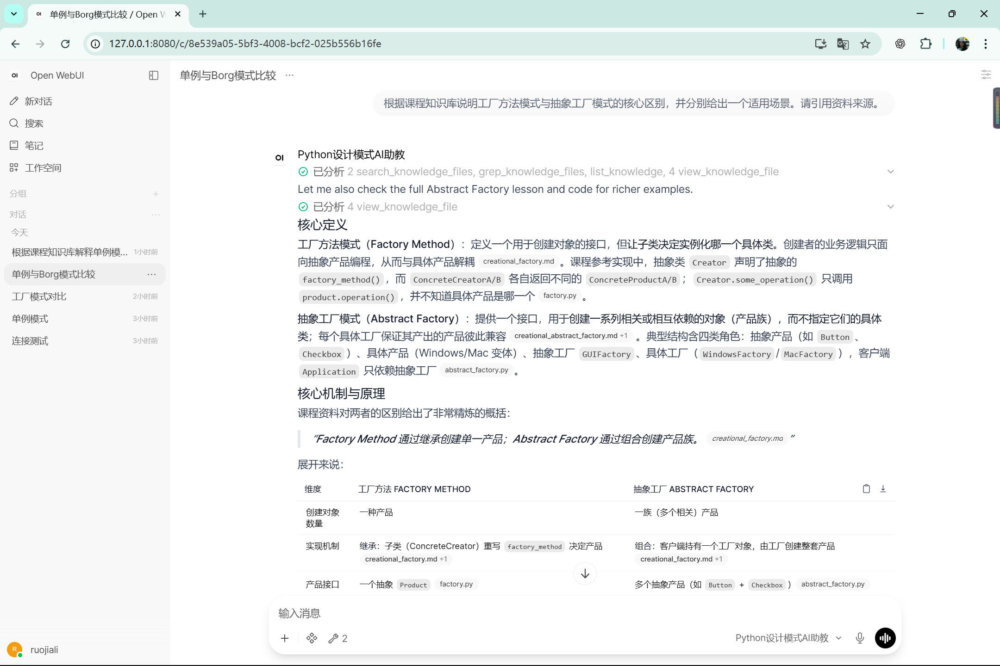 单例与Borg模式比较 / Open W
127.0.0.1:8080/c/8e539a05-5bf3-4008-bcf2-025b556b16fe
OI Open WebUI
新对话
搜索
笔记
工作空间
分组
对话
今天
根据课程知识库解释单例模... 1小时前
单例与Borg模式比较
工厂模式对比 2小时前
单例模式 3小时前
连接测试 3小时前
R ruojiali
单例与Borg模式比较
根据课程知识库说明工厂方法模式与抽象工厂模式的核心区别，并分别给出一个适用场景。请引用资料来源。
OI Python设计模式AI助教
已分析 2 search_knowledge_files, grep_knowledge_files, list_knowledge, 4 view_knowledge_file
Let me also check the full Abstract Factory lesson and code for richer examples.
已分析 4 view_knowledge_file
核心定义
工厂方法模式（Factory Method）：定义一个用于创建对象的接口，但让子类决定实例化哪一个具体类。创建者的业务逻辑只面
向抽象产品编程，从而与具体产品解耦 creational_factory.md 。课程参考实现中，抽象类 Creator 声明了抽象的
factory_method() ，而 ConcreteCreatorA/B 各自返回不同的 ConcreteProductA/B ；Creator.some_operation() 只调用
product.operation() ，并不知道具体产品是哪一个 factory.py 。
抽象工厂模式（Abstract Factory）：提供一个接口，用于创建一系列相关或相互依赖的对象（产品族），而不指定它们的具体
类；每个具体工厂保证其产出的产品彼此兼容 creational_abstract_factory.md +1 。典型结构含四类角色：抽象产品（如 Button 、
Checkbox ）、具体产品（Windows/Mac 变体）、抽象工厂 GUIFactory 、具体工厂（ WindowsFactory / MacFactory ），客户端
Application 只依赖抽象工厂 abstract_factory.py 。
核心机制与原理
课程资料对两者的区别给出了非常精炼的概括：
“Factory Method 通过继承创建单一产品；Abstract Factory 通过组合创建产品族。 creational_factory.md ”
展开来说：
维度 工厂方法 FACTORY METHOD 抽象工厂 ABSTRACT FACTORY
创建对象数量 一种产品 一族（多个相关）产品
实现机制 继承：子类（ConcreteCreator）重写 factory_method 决定产品 creational_factory.md +1 组合：客户端持有一个工厂对象，由工厂创建整套产品 creational_factory.md +1
产品接口 一个抽象 Product factory.py 多个抽象产品（如 Button + Checkbox ） abstract_factory.py
输入消息
2 Python设计模式AI助教